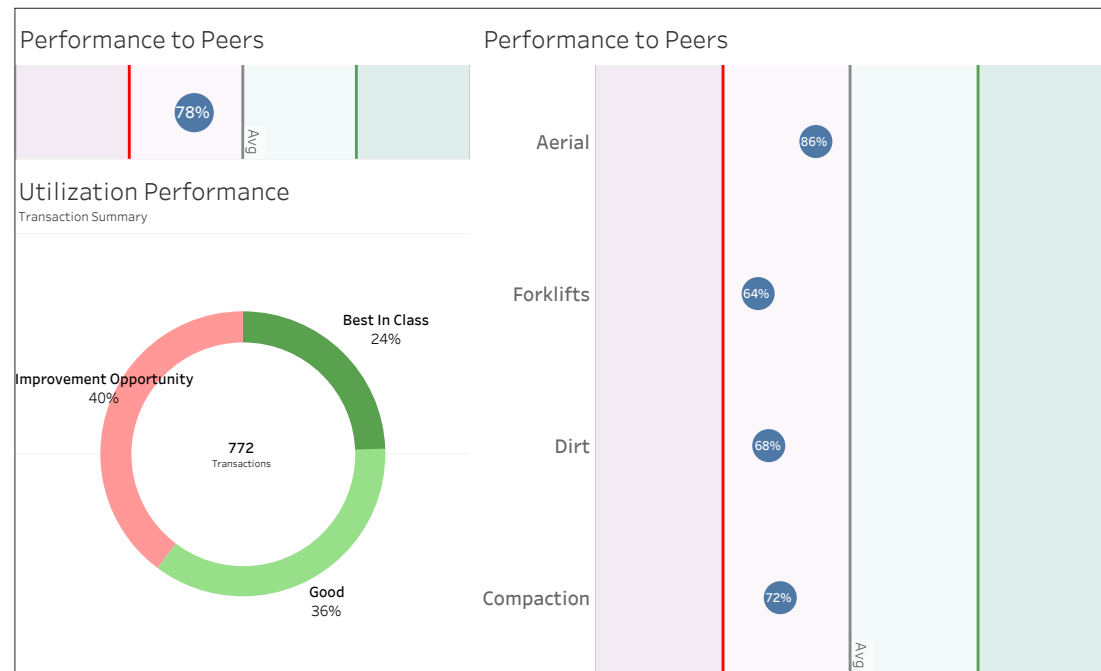 Performance to Peers
78%
Avg
Utilization Performance
Transaction Summary
Best In Class
24%
Improvement Opportunity
40%
772
Transactions
Good
36%
Performance to Peers
Aerial
86%
Forklifts
64%
Dirt
68%
Compaction
72%
Avg